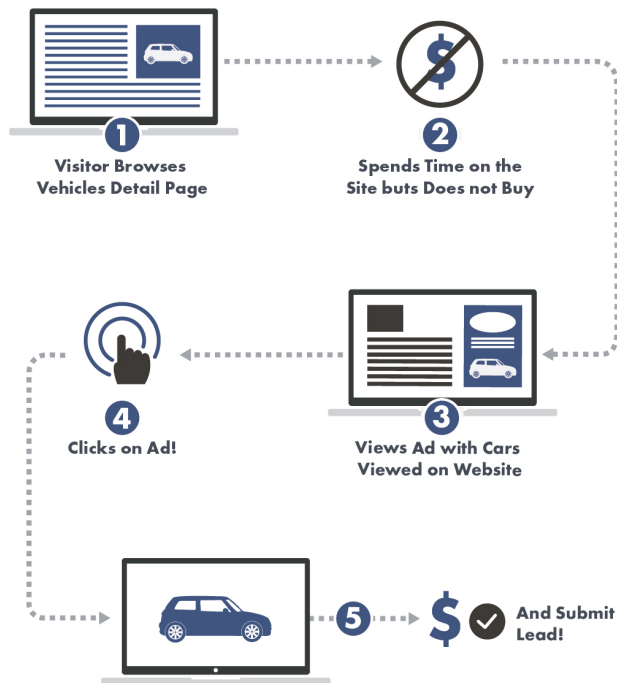 1
Visitor Browses
Vehicles Detail Page
2
Spends Time on the
Site buts Does not Buy
3
Views Ad with Cars
Viewed on Website
4
Clicks on Ad!
5
$
And Submit
Lead!